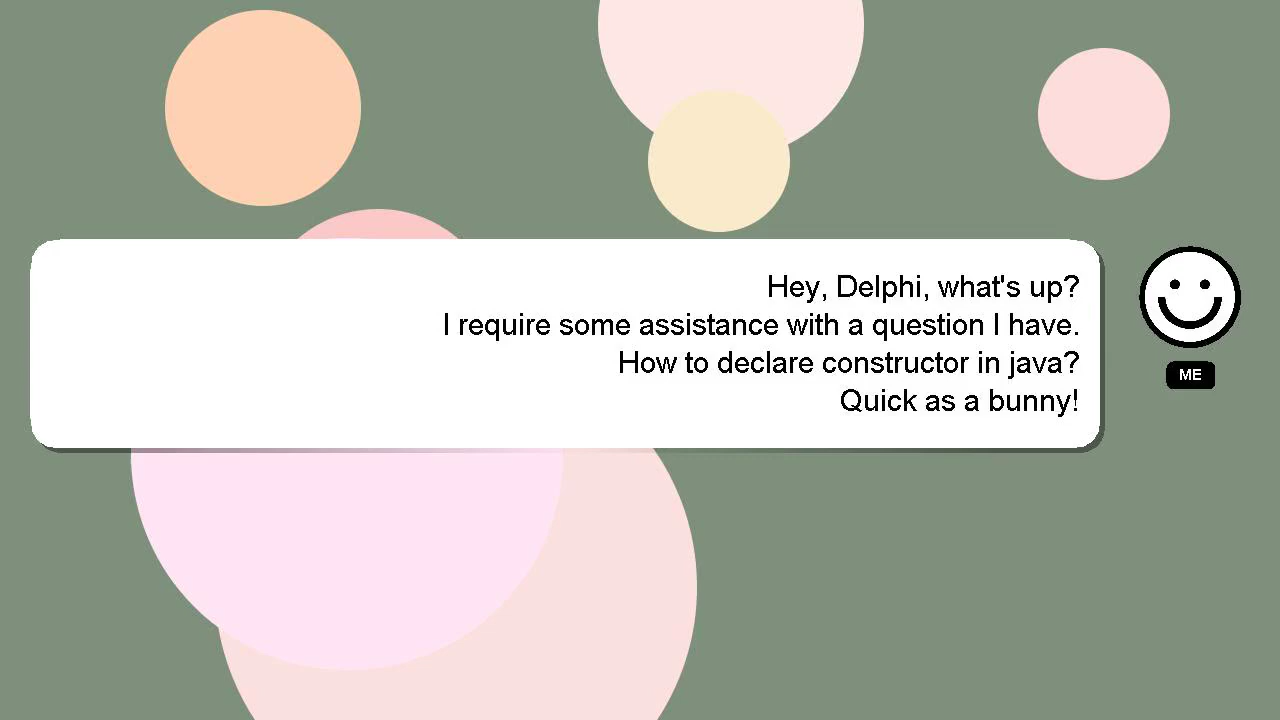 Hey, Delphi, what's up?
I require some assistance with a question I have.
How to declare constructor in java?
Quick as a bunny!
ME